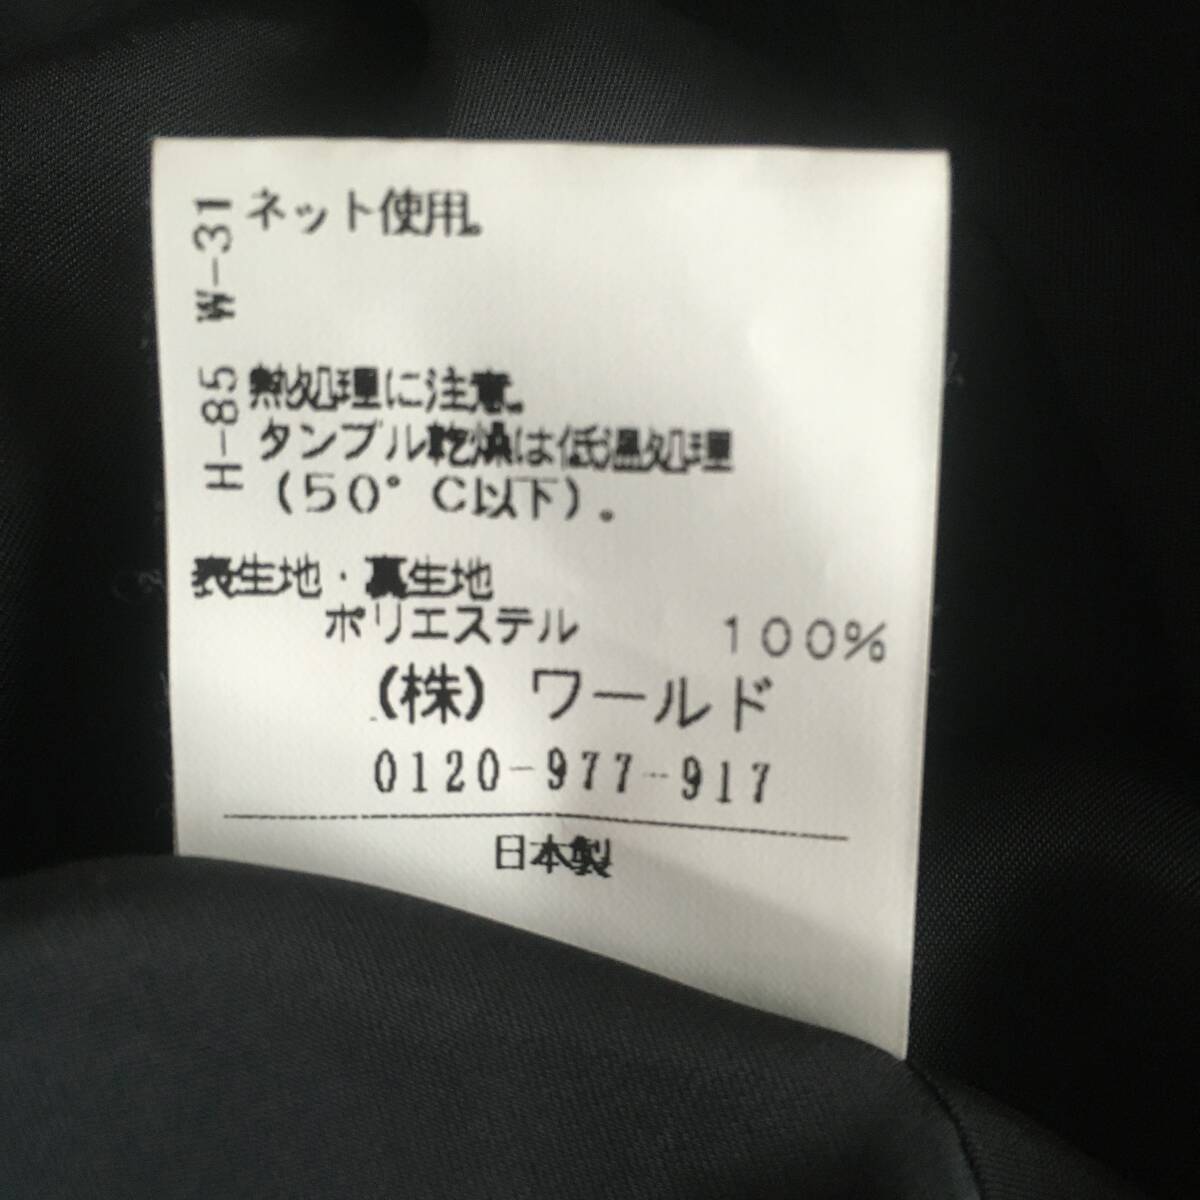 ネット使用。
熱処理に注意。
タンブル乾燥は低温処理
(50°C以下)。
表生地・裏生地
ポリエステル 100%
(株) ワールド
0120-977-917
日本製
H-85 W-31